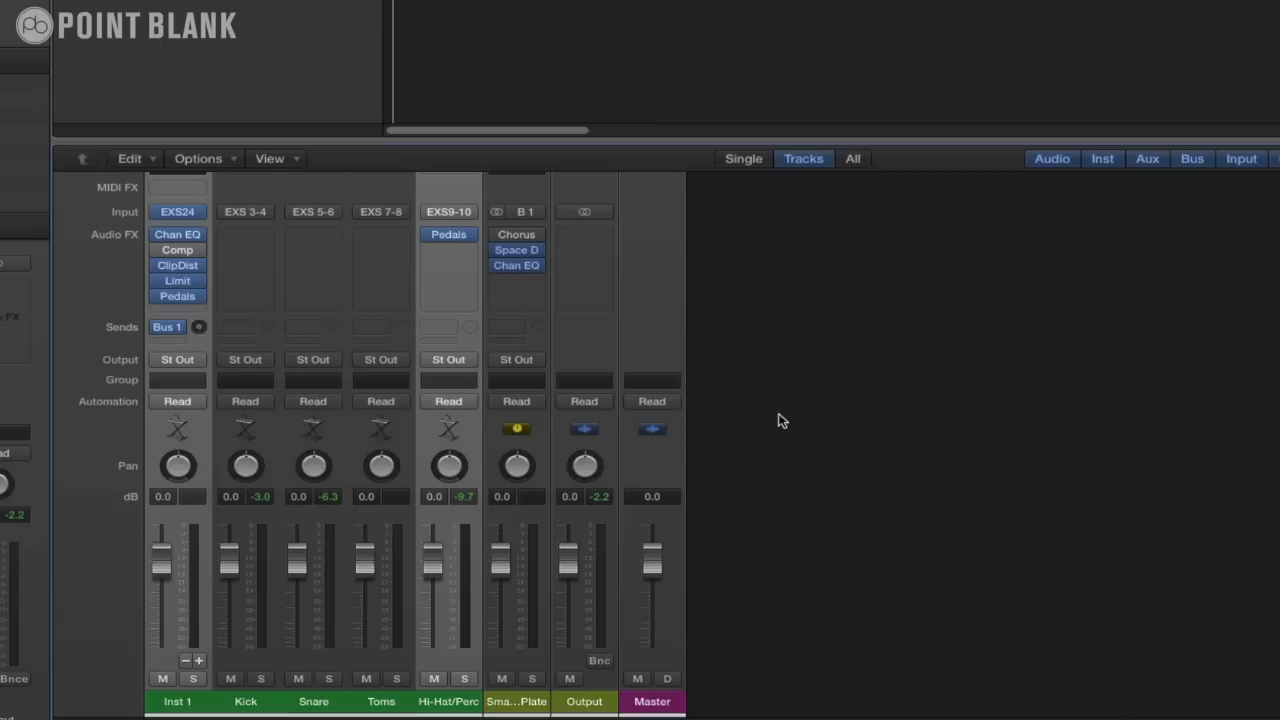 pb POINT BLANK
Edit Options View Single Tracks All Audio Inst Aux Bus Input
MIDI FX
Input EXS24 EXS 3-4 EXS 5-6 EXS 7-8 EXS9-10 B 1
Audio FX Chan EQ Pedals Chorus
Comp Space D
ClipDist Chan EQ
Limit
Pedals
FX
Sends Bus 1
Output St Out St Out St Out St Out St Out St Out
Group
Automation Read Read Read Read Read Read Read Read
ad
Pan
dB 0.0 0.0 -3.0 0.0 -6.3 0.0 0.0 -9.7 0.0 0.0 -2.2 0.0
-2.2
Bnc
Bnce M S M S M S M S M S M S M M D
Inst 1 Kick Snare Toms Hi-Hat/Perc Sma...Plate Output Master